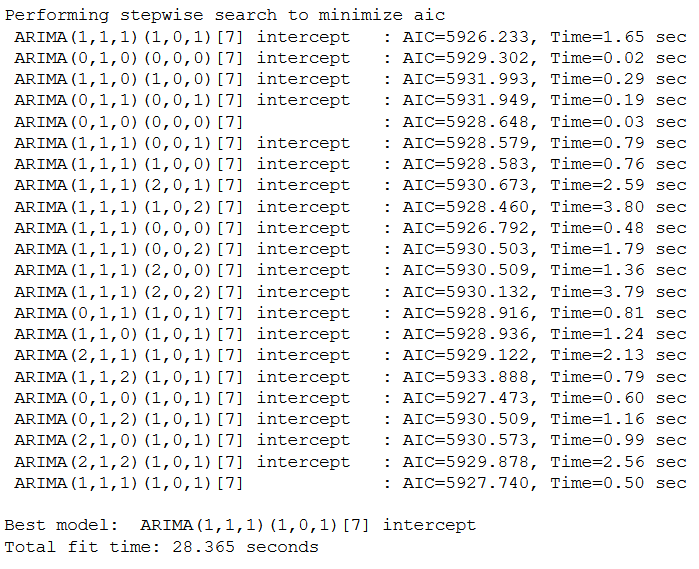 Performing stepwise search to minimize aic
 ARIMA(1,1,1)(1,0,1)[7] intercept   : AIC=5926.233, Time=1.65 sec
 ARIMA(0,1,0)(0,0,0)[7] intercept   : AIC=5929.302, Time=0.02 sec
 ARIMA(1,1,0)(1,0,0)[7] intercept   : AIC=5931.993, Time=0.29 sec
 ARIMA(0,1,1)(0,0,1)[7] intercept   : AIC=5931.949, Time=0.19 sec
 ARIMA(0,1,0)(0,0,0)[7]             : AIC=5928.648, Time=0.03 sec
 ARIMA(1,1,1)(0,0,1)[7] intercept   : AIC=5928.579, Time=0.79 sec
 ARIMA(1,1,1)(1,0,0)[7] intercept   : AIC=5928.583, Time=0.76 sec
 ARIMA(1,1,1)(2,0,1)[7] intercept   : AIC=5930.673, Time=2.59 sec
 ARIMA(1,1,1)(1,0,2)[7] intercept   : AIC=5928.460, Time=3.80 sec
 ARIMA(1,1,1)(0,0,0)[7] intercept   : AIC=5926.792, Time=0.48 sec
 ARIMA(1,1,1)(0,0,2)[7] intercept   : AIC=5930.503, Time=1.79 sec
 ARIMA(1,1,1)(2,0,0)[7] intercept   : AIC=5930.509, Time=1.36 sec
 ARIMA(1,1,1)(2,0,2)[7] intercept   : AIC=5930.132, Time=3.79 sec
 ARIMA(0,1,1)(1,0,1)[7] intercept   : AIC=5928.916, Time=0.81 sec
 ARIMA(1,1,0)(1,0,1)[7] intercept   : AIC=5928.936, Time=1.24 sec
 ARIMA(2,1,1)(1,0,1)[7] intercept   : AIC=5929.122, Time=2.13 sec
 ARIMA(1,1,2)(1,0,1)[7] intercept   : AIC=5933.888, Time=0.79 sec
 ARIMA(0,1,0)(1,0,1)[7] intercept   : AIC=5927.473, Time=0.60 sec
 ARIMA(0,1,2)(1,0,1)[7] intercept   : AIC=5930.509, Time=1.16 sec
 ARIMA(2,1,0)(1,0,1)[7] intercept   : AIC=5930.573, Time=0.99 sec
 ARIMA(2,1,2)(1,0,1)[7] intercept   : AIC=5929.878, Time=2.56 sec
 ARIMA(1,1,1)(1,0,1)[7]             : AIC=5927.740, Time=0.50 sec

Best model:  ARIMA(1,1,1)(1,0,1)[7] intercept
Total fit time: 28.365 seconds